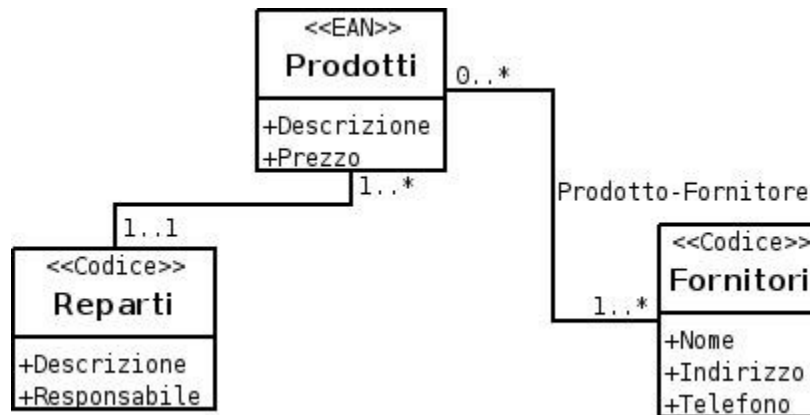 <<EAN>>
Prodotti
+Descrizione
+Prezzo
0..*
1..*
Prodotto-Fornitore
1..1
<<Codice>>
Reparti
+Descrizione
+Responsabile
1..*
<<Codice>>
Fornitori
+Nome
+Indirizzo
+Telefono